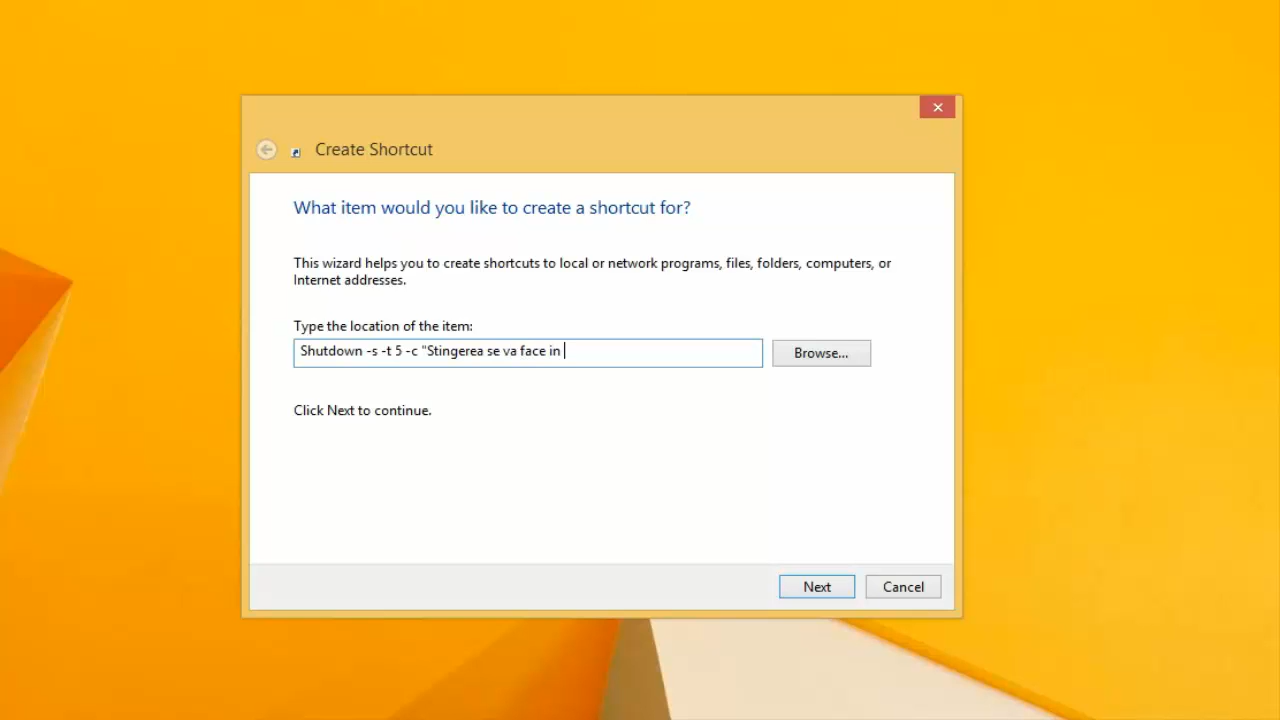 Create Shortcut
What item would you like to create a shortcut for?
This wizard helps you to create shortcuts to local or network programs, files, folders, computers, or
Internet addresses.
Type the location of the item:
Shutdown -s -t 5 -c "Stingerea se va face in
Browse...
Click Next to continue.
Next
Cancel